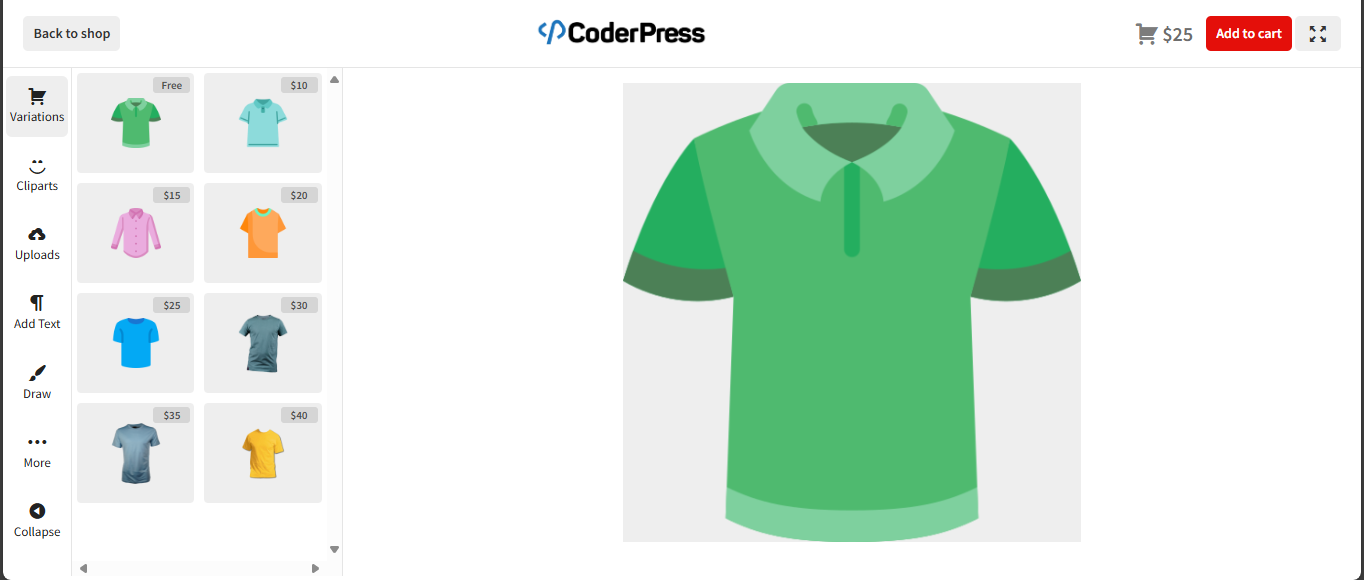 Back to shop
CoderPress
$25
Add to cart
Variations
Cliparts
Uploads
Add Text
Draw
More
Collapse
Free
$10
$15
$20
$25
$30
$35
$40